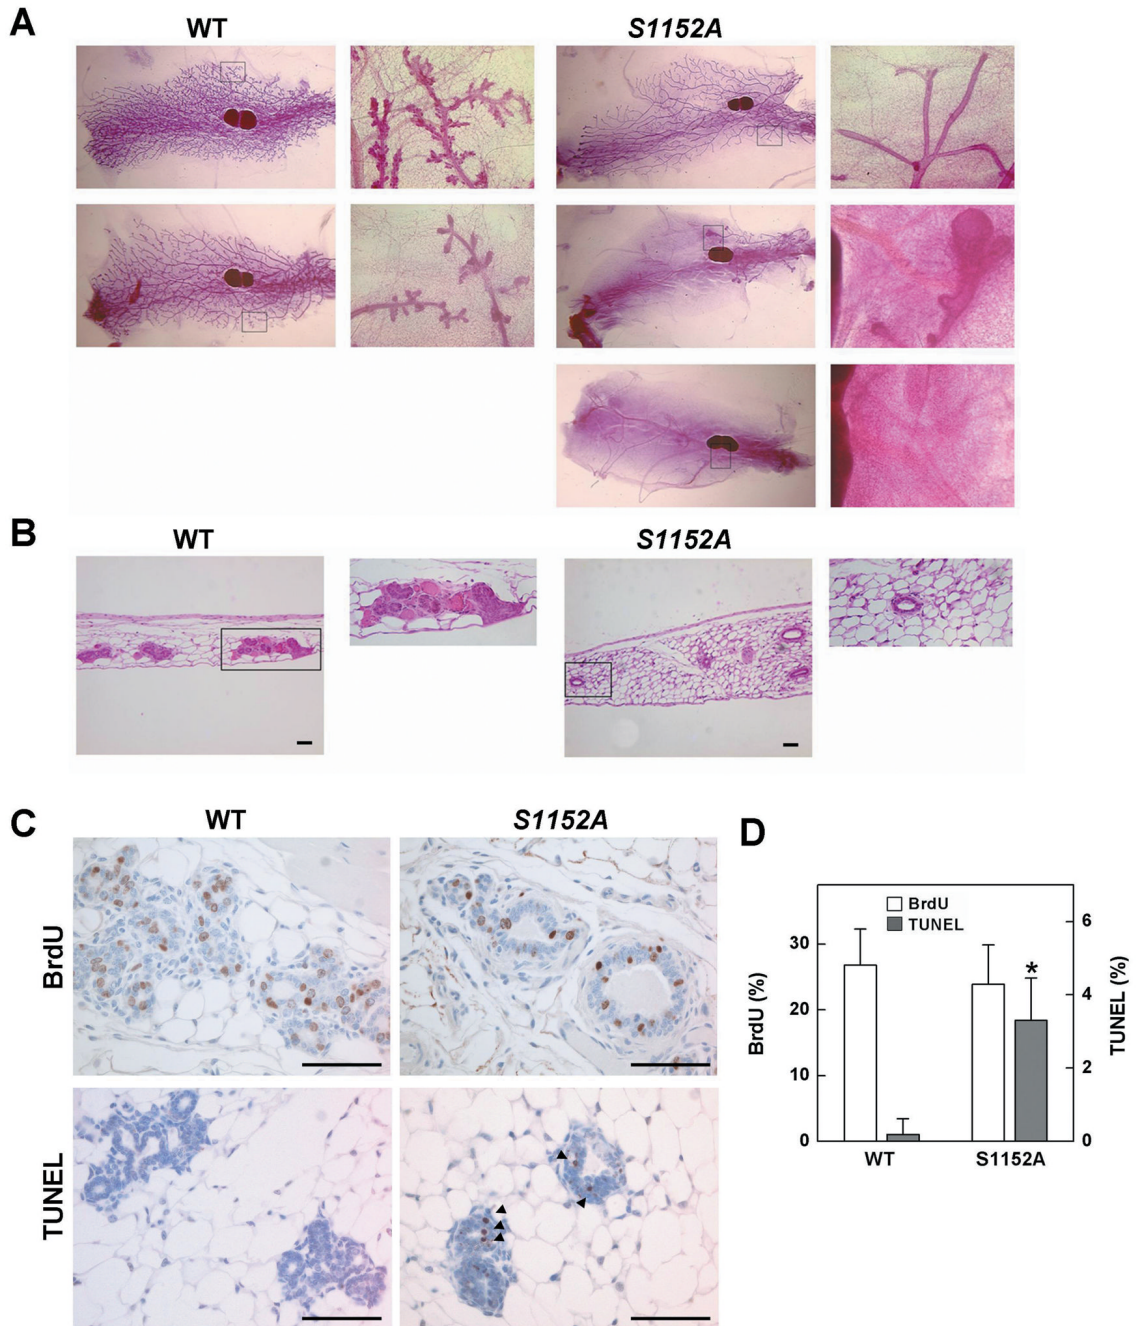 A
WT
S1152A
B
WT
S1152A
C
WT
S1152A
BrdU
TUNEL
D
BrdU
TUNEL
BrdU (%)
30
20
10
0
*
TUNEL (%)
6
4
2
0
WT
S1152A